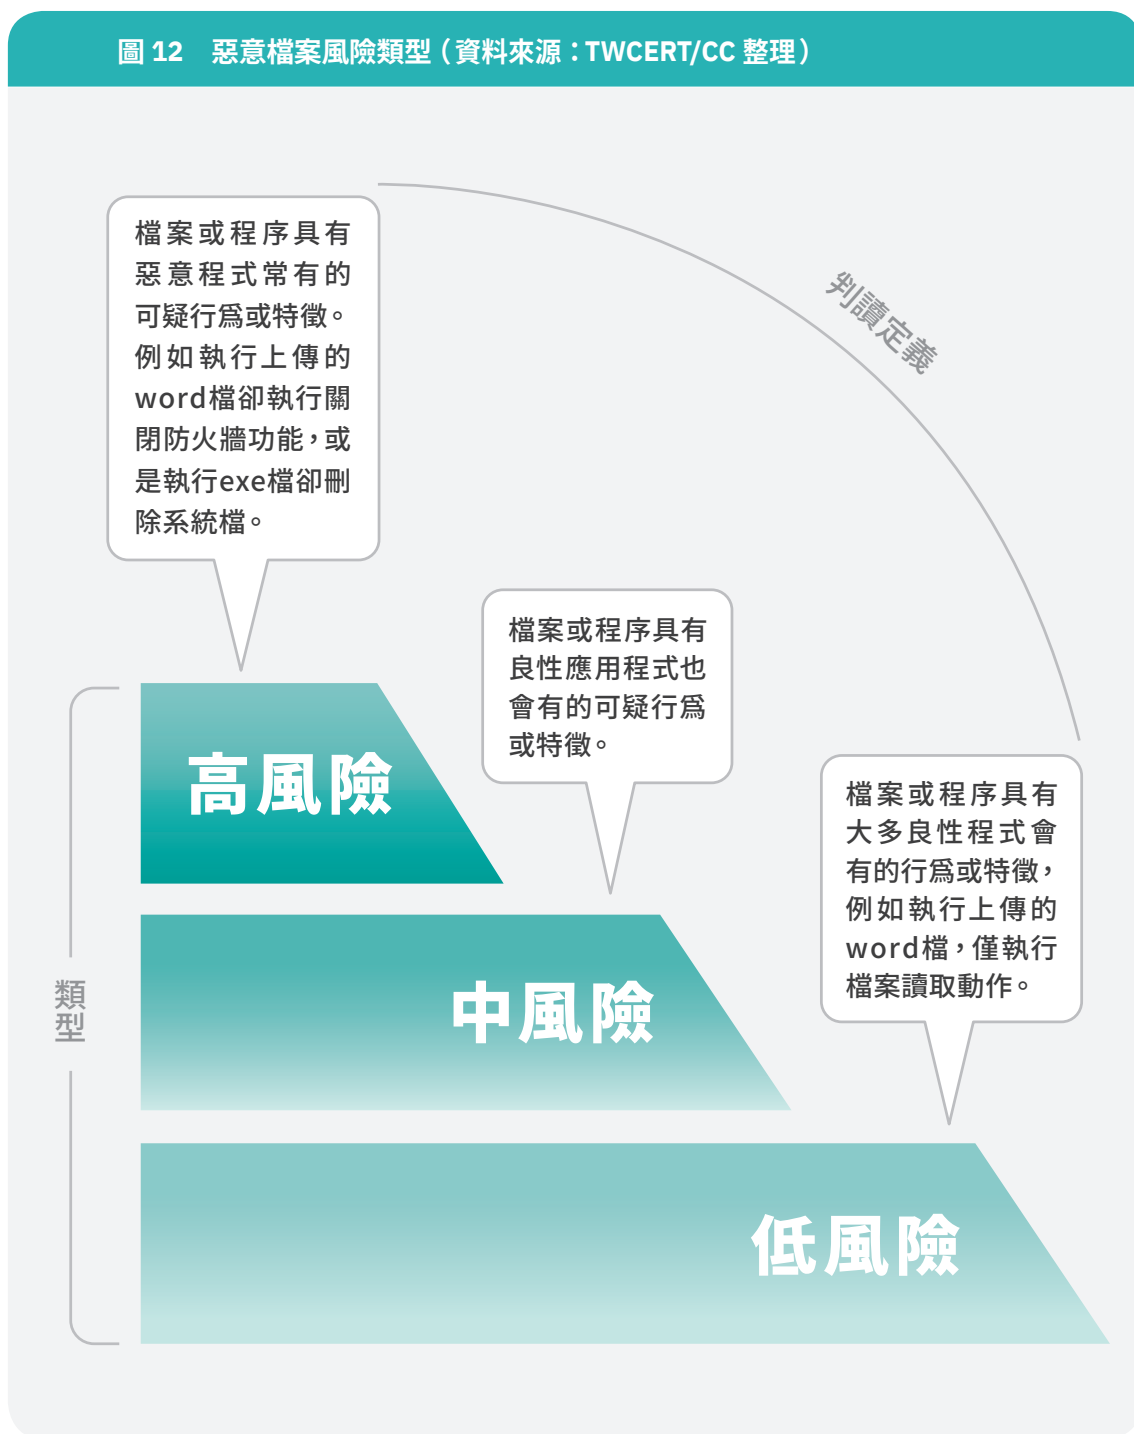 圖 12 惡意檔案風險類型（資料來源：TWCERT/CC 整理）
判讀定義
檔案或程序具有
惡意程式常有的
可疑行爲或特徵。
例如執行上傳的
word檔卻執行關
閉防火牆功能，或
是執行exe檔卻刪
除系統檔。
檔案或程序具有
良性應用程式也
會有的可疑行爲
或特徵。
檔案或程序具有
大多良性程式會
有的行爲或特徵，
例如執行上傳的
word檔，僅執行
檔案讀取動作。
類型
高風險
中風險
低風險